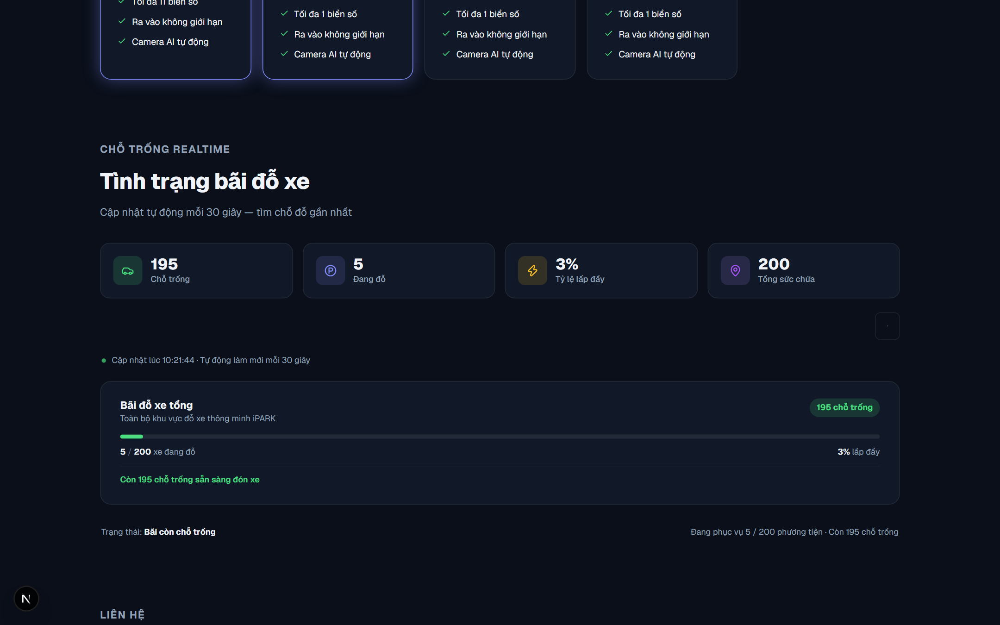 Tối đa 11 biển số
Ra vào không giới hạn
Camera AI tự động
Tối đa 1 biển số
Ra vào không giới hạn
Camera AI tự động
Tối đa 1 biển số
Ra vào không giới hạn
Camera AI tự động
Tối đa 1 biển số
Ra vào không giới hạn
Camera AI tự động
CHỖ TRỐNG REALTIME
Tình trạng bãi đỗ xe
Cập nhật tự động mỗi 30 giây — tìm chỗ đỗ gần nhất
195
Chỗ trống
5
Đang đỗ
3%
Tỷ lệ lấp đầy
200
Tổng sức chứa
Cập nhật lúc 10:21:44 · Tự động làm mới mỗi 30 giây
Bãi đỗ xe tổng
195 chỗ trống
Toàn bộ khu vực đỗ xe thông minh iPARK
5 / 200 xe đang đỗ
3% lấp đầy
Còn 195 chỗ trống sẵn sàng đón xe
Trạng thái: Bãi còn chỗ trống
Đang phục vụ 5 / 200 phương tiện · Còn 195 chỗ trống
N
LIÊN HỆ